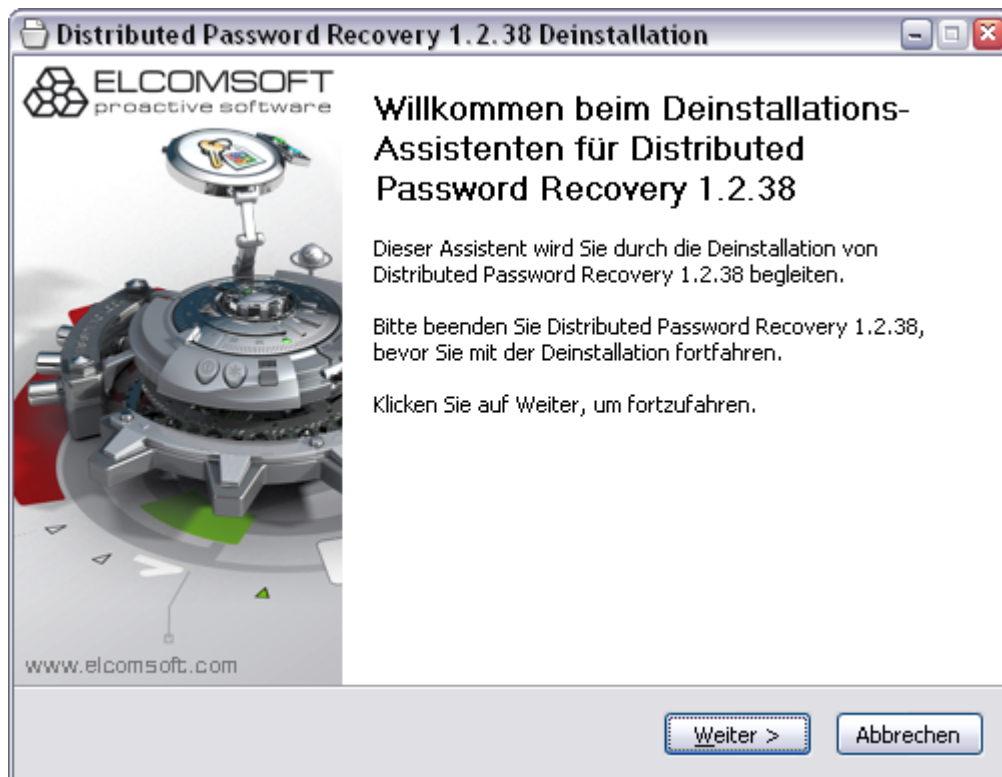 Distributed Password Recovery 1.2.38 Deinstallation
ELCOMSOFT
proactive software
Willkommen beim Deinstallations-
Assistenten für Distributed
Password Recovery 1.2.38
Dieser Assistent wird Sie durch die Deinstallation von
Distributed Password Recovery 1.2.38 begleiten.
Bitte beenden Sie Distributed Password Recovery 1.2.38,
bevor Sie mit der Deinstallation fortfahren.
Klicken Sie auf Weiter, um fortzufahren.
www.elcomsoft.com
Weiter >
Abbrechen